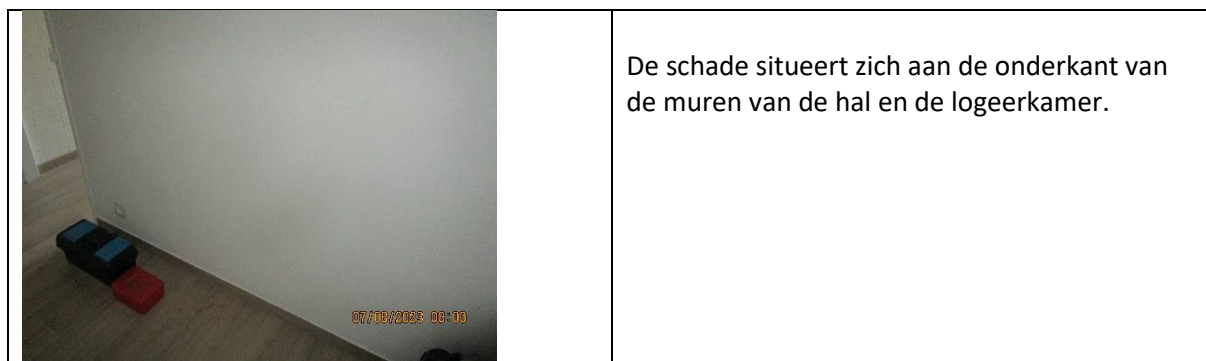 De schade situeert zich aan de onderkant van
de muren van de hal en de logeerkamer.
07/08/2023 08:00